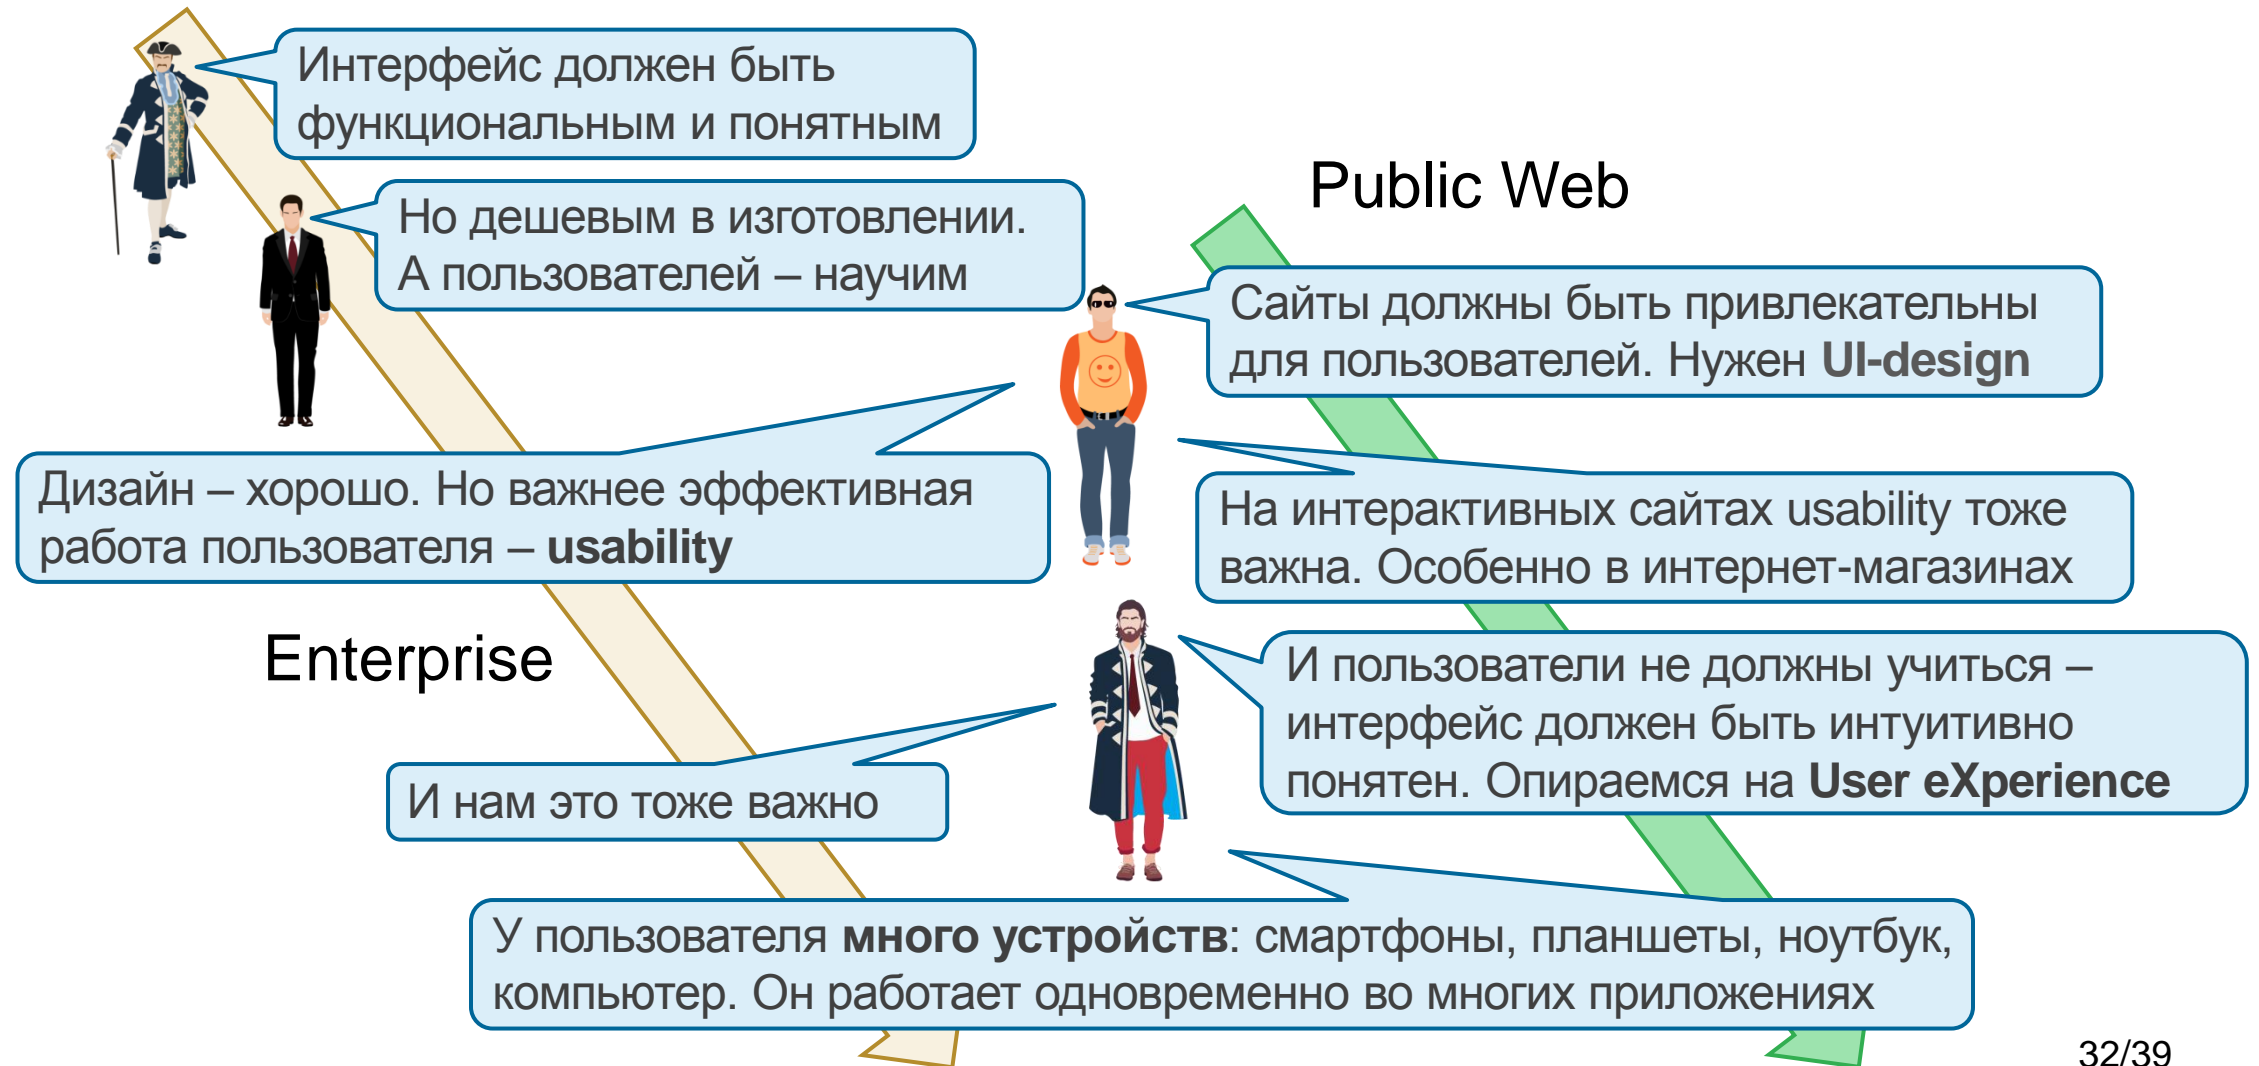 Интерфейс должен быть
функциональным и понятным
Public Web
Но дешевым в изготовлении.
А пользователей – научим
Сайты должны быть привлекательны
для пользователей. Нужен UI-design
Дизайн – хорошо. Но важнее эффективная
работа пользователя – usability
На интерактивных сайтах usability тоже
важна. Особенно в интернет-магазинах
Enterprise
И пользователи не должны учиться –
интерфейс должен быть интуитивно
понятен. Опираемся на User eXperience
И нам это тоже важно
У пользователя много устройств: смартфоны, планшеты, ноутбук,
компьютер. Он работает одновременно во многих приложениях
32/39